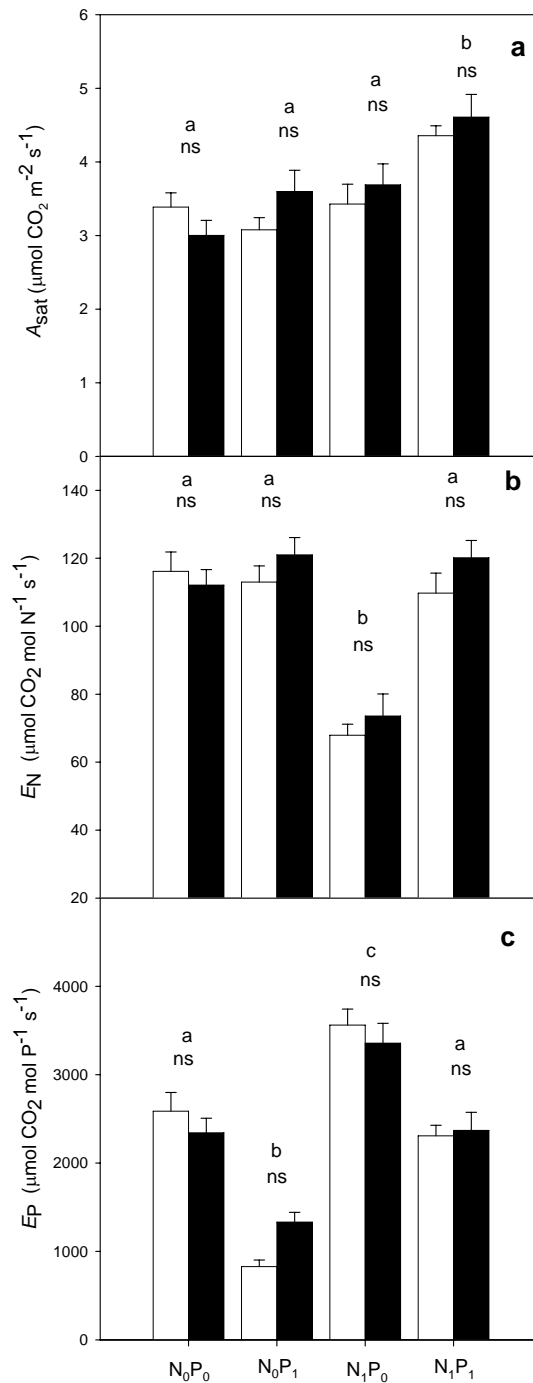 a
b
ns
a
ns
a
ns
a
ns
6
5
4
3
2
1
0
A_sat (μmol CO₂ m⁻² s⁻¹)
b
a
ns
a
ns
b
ns
a
ns
140
120
100
80
60
40
20
E_N (μmol CO₂ mol N⁻¹ s⁻¹)
c
a
ns
b
ns
c
ns
a
ns
4000
3000
2000
1000
0
E_P (μmol CO₂ mol P⁻¹ s⁻¹)
N₀P₀ N₀P₁ N₁P₀ N₁P₁